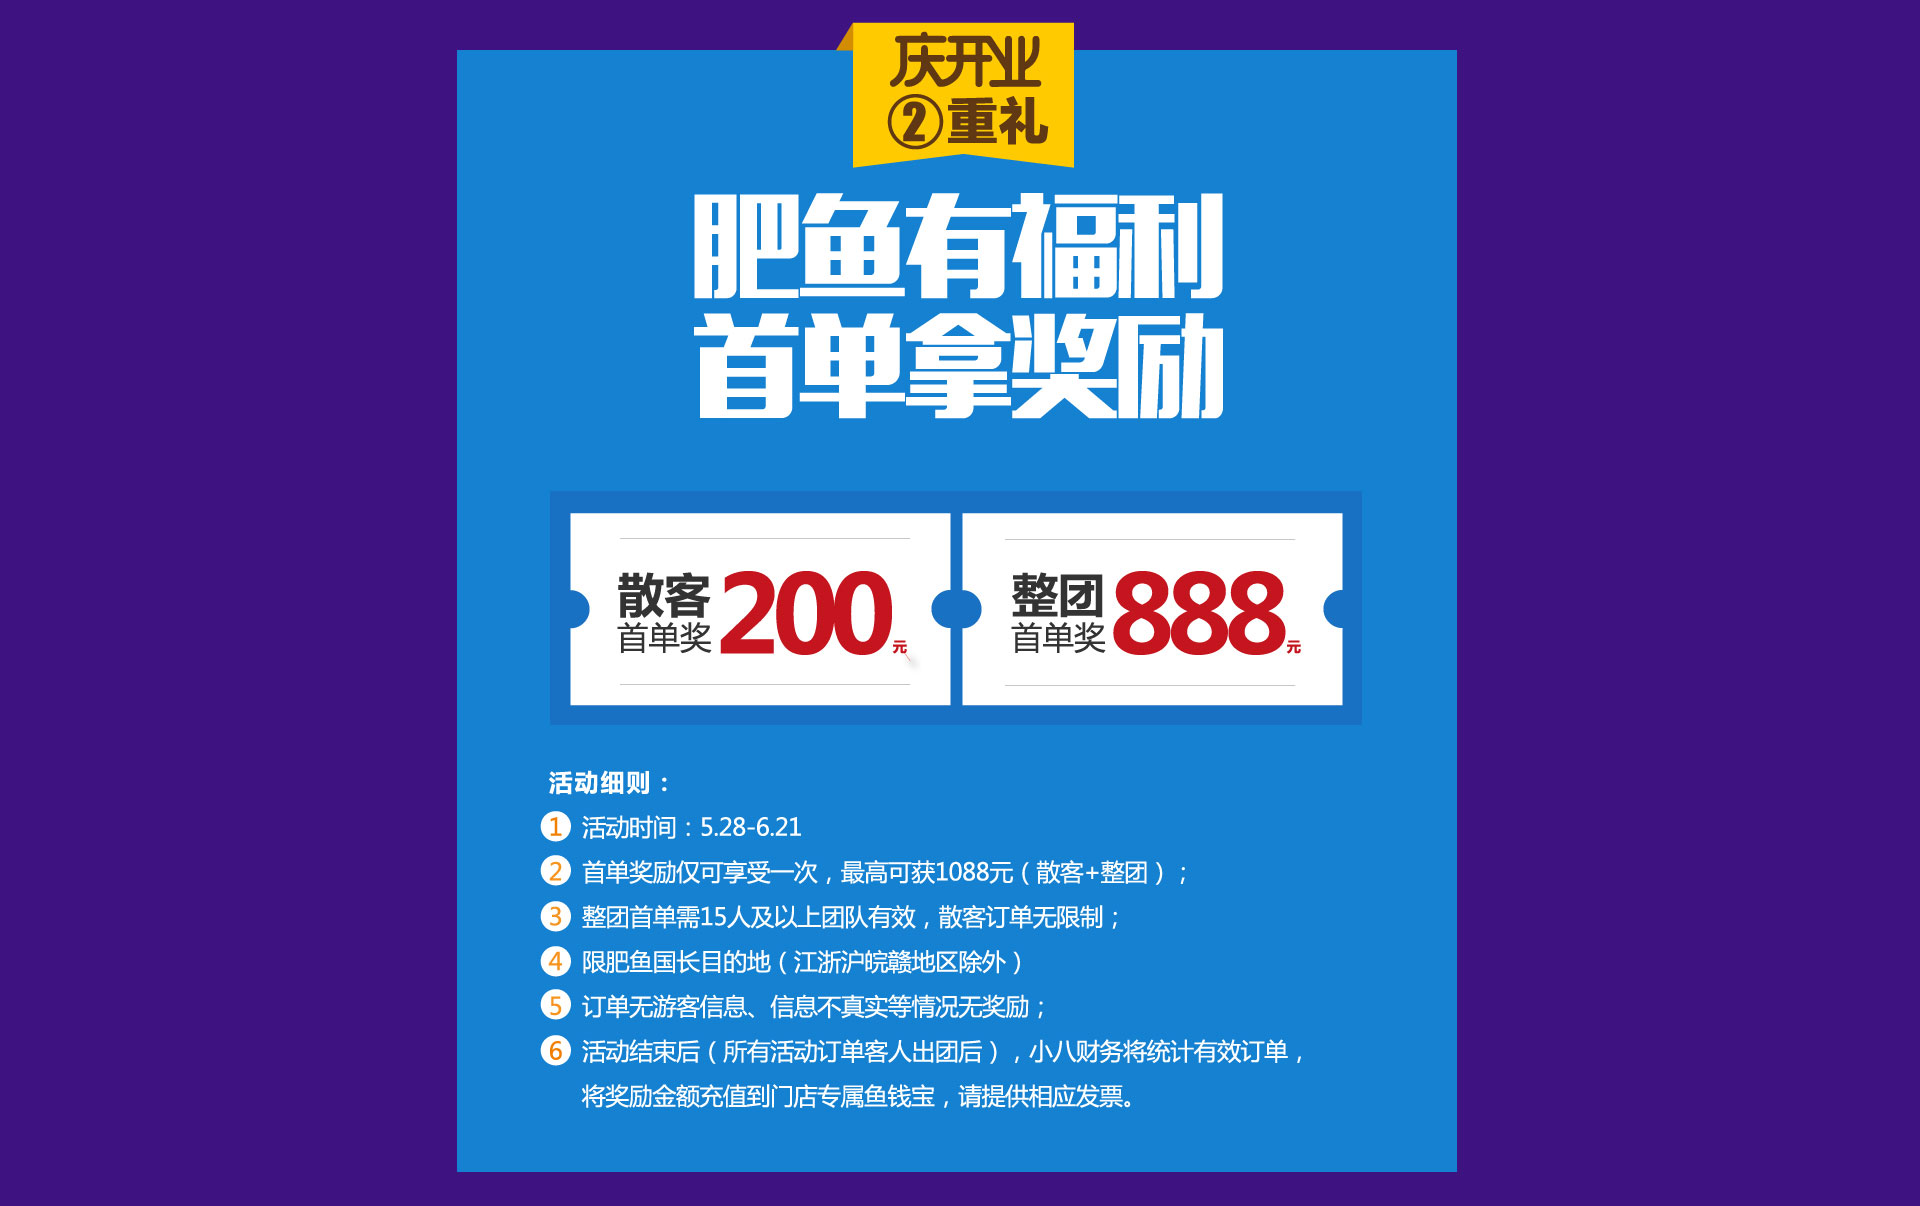 庆开业
②重礼
肥鱼有福利
首单拿奖励
散客
首单奖
200元
整团
首单奖
888元
活动细则：
1 活动时间：5.28-6.21
2 首单奖励仅可享受一次，最高可获1088元（散客+整团）；
3 整团首单需15人及以上团队有效，散客订单无限制；
4 限肥鱼国长目的地（江浙沪皖赣地区除外）
5 订单无游客信息、信息不真实等情况无奖励；
6 活动结束后（所有活动订单客人出团后），小八财务将统计有效订单，
将奖励金额充值到门店专属鱼钱宝，请提供相应发票。